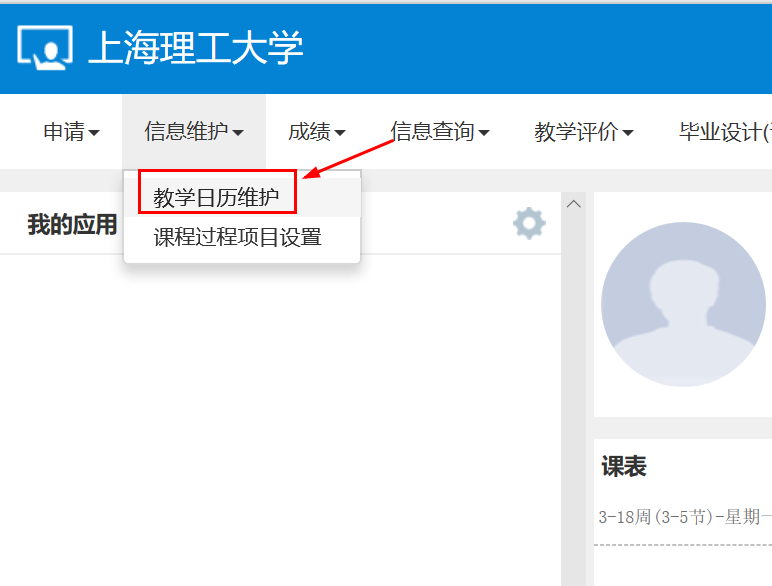 上海理工大学
申请 信息维护 成绩 信息查询 教学评价 毕业设计(
教学日历维护
课程过程项目设置
我的应用
课表
3-18周(3-5节)-星期一